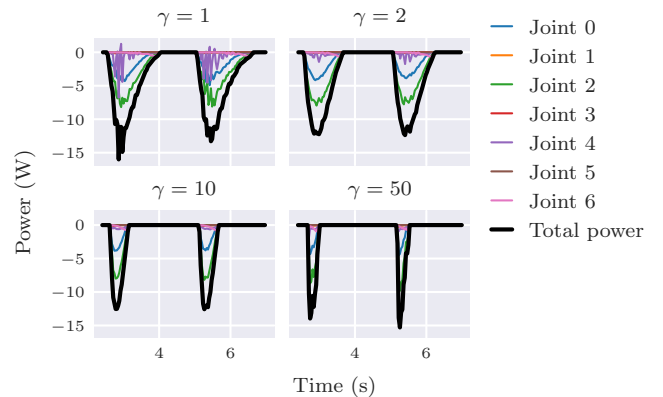 γ = 1
γ = 2
0
−5
−10
−15
γ = 10
γ = 50
0
−5
−10
−15
4
6
4
6
Power (W)
Time (s)
Joint 0
Joint 1
Joint 2
Joint 3
Joint 4
Joint 5
Joint 6
Total power